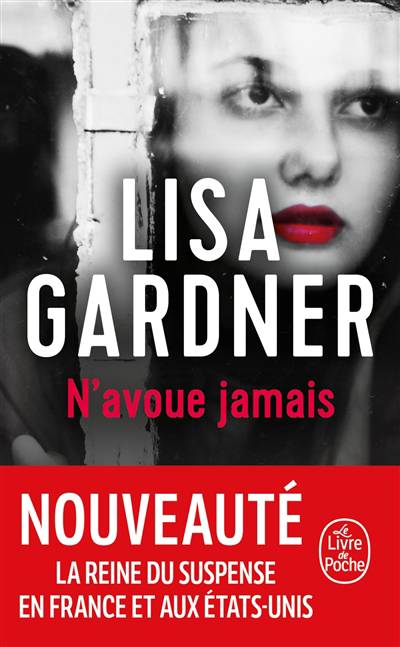 LISA
GARDNER
N'avoue jamais
NOUVEAUTÉ
LA REINE DU SUSPENSE
EN FRANCE ET AUX ÉTATS-UNIS
Le
Livre
de
Poche